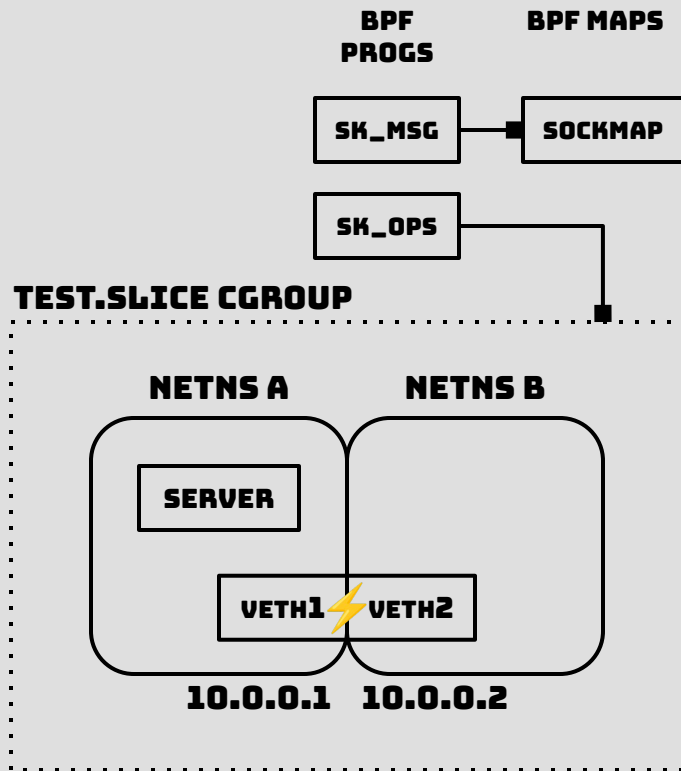 BPF
PROGS
BPF MAPS
SK_MSG
SOCKMAP
SK_OPS
TEST.SLICE CGROUP
NETNS A
NETNS B
SERVER
VETH1
VETH2
10.0.0.1
10.0.0.2